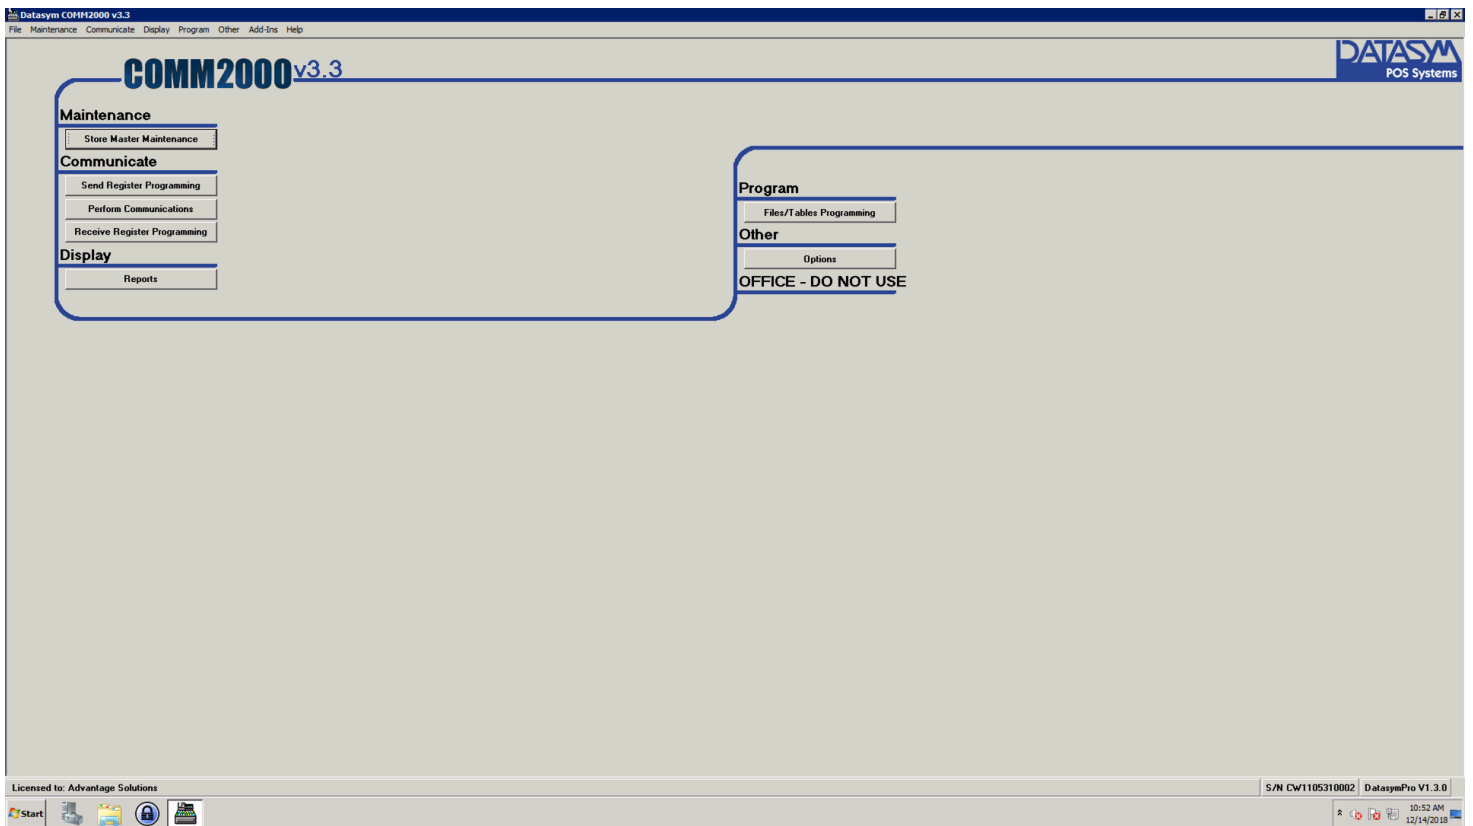 Datasym COMM2000 v3.3
File Maintenance Communicate Display Program Other Add-Ins Help
COMM2000 v3.3
DATASYM
POS Systems
Maintenance
Store Master Maintenance
Communicate
Send Register Programming
Perform Communications
Receive Register Programming
Display
Reports
Program
Files/Tables Programming
Other
Options
OFFICE - DO NOT USE
Licensed to: Advantage Solutions
S/N CW1105310002 DatasymPro V1.3.0
Start
10:52 AM
12/14/2018